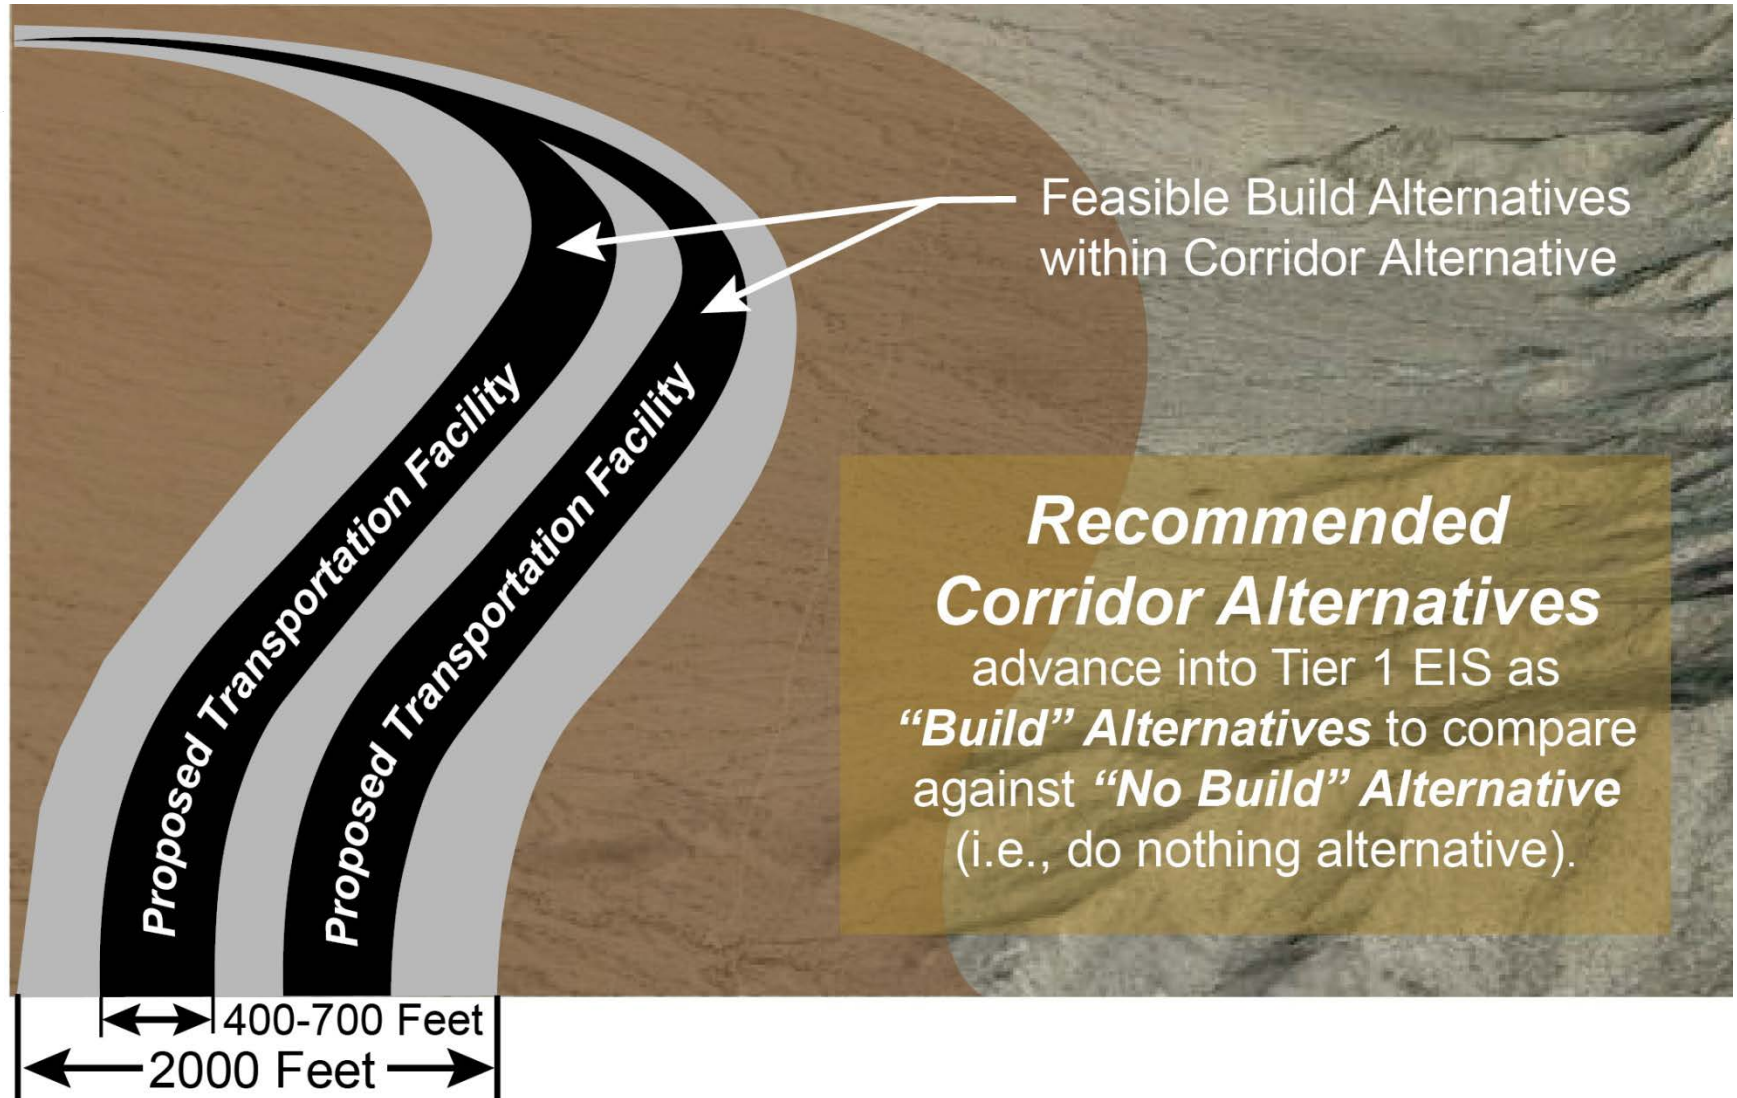 Feasible Build Alternatives
within Corridor Alternative
Proposed Transportation Facility
Proposed Transportation Facility
Recommended
Corridor Alternatives
advance into Tier 1 EIS as
“Build” Alternatives to compare
against “No Build” Alternative
(i.e., do nothing alternative).
400-700 Feet
2000 Feet